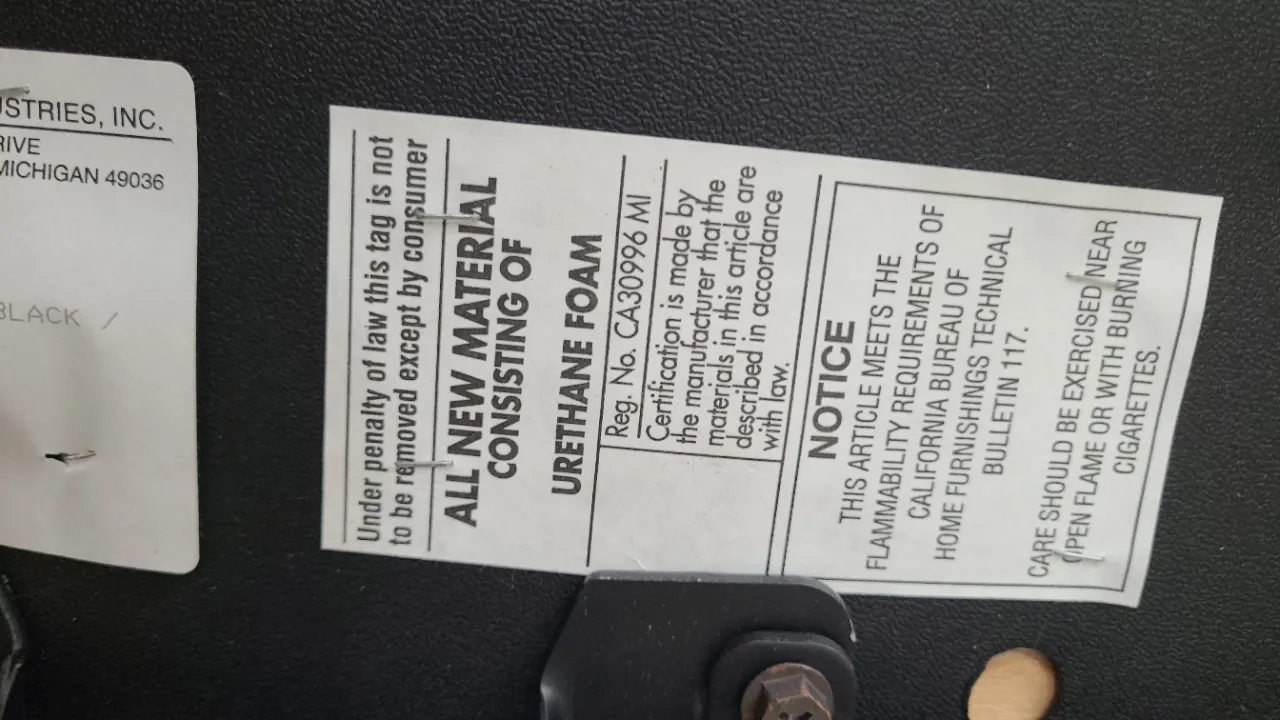 USTRIES, INC.
RIVE
MICHIGAN 49036
BLACK /
Under penalty of law this tag is not
to be removed except by consumer
ALL NEW MATERIAL
CONSISTING OF
URETHANE FOAM
Reg. No. CA30996 MI
Certification is made by
the manufacturer that the
materials in this article are
described in accordance
with law.
NOTICE
THIS ARTICLE MEETS THE
FLAMMABILITY REQUIREMENTS OF
CALIFORNIA BUREAU OF
HOME FURNISHINGS TECHNICAL
BULLETIN 117.
CARE SHOULD BE EXERCISED NEAR
OPEN FLAME OR WITH BURNING
CIGARETTES.